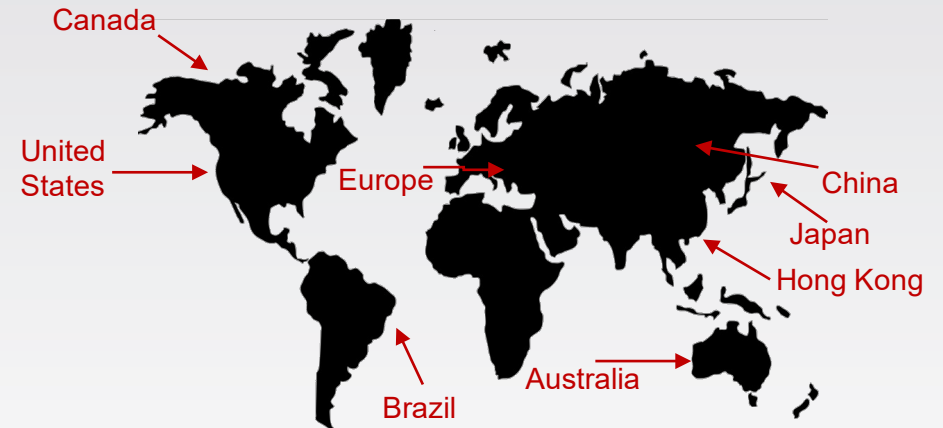 Canada
United
States
Europe
China
Japan
Hong Kong
Australia
Brazil